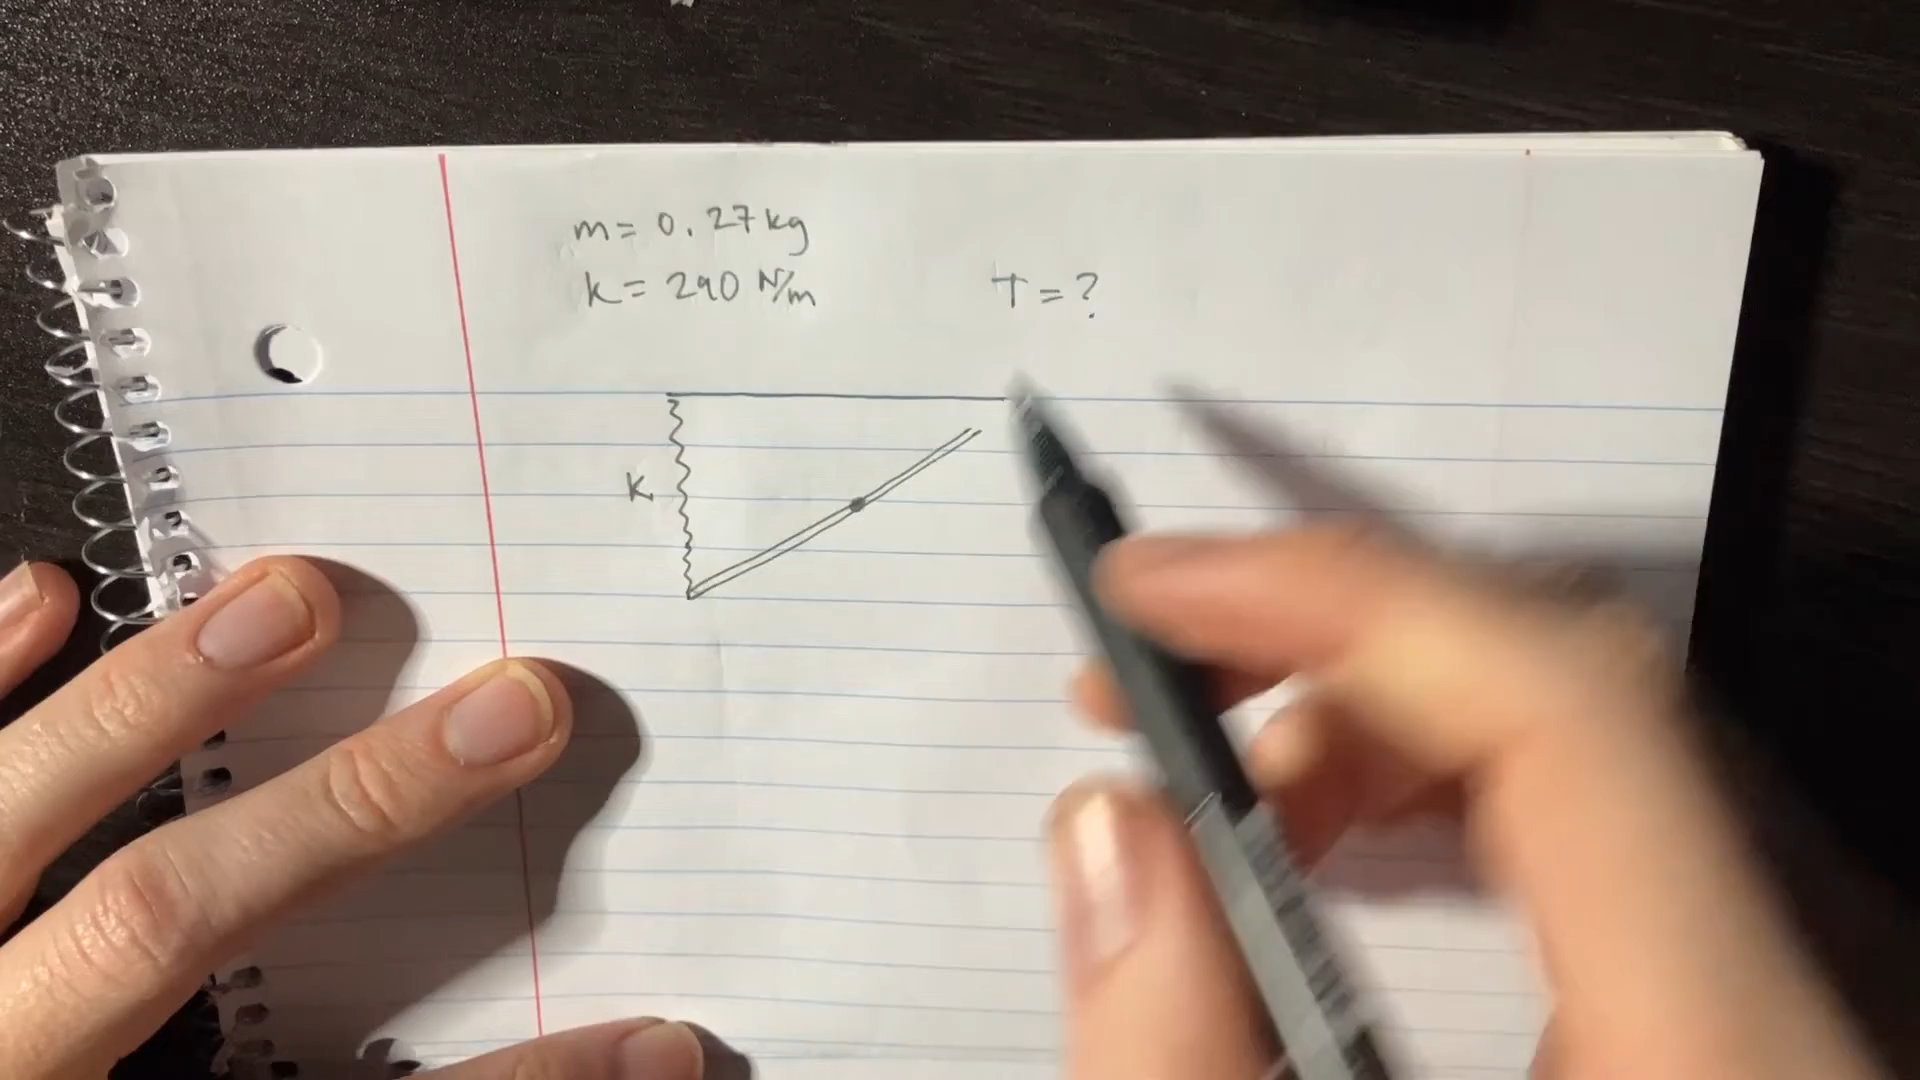 m = 0.27 kg
k = 290 N/m
T = ?
K